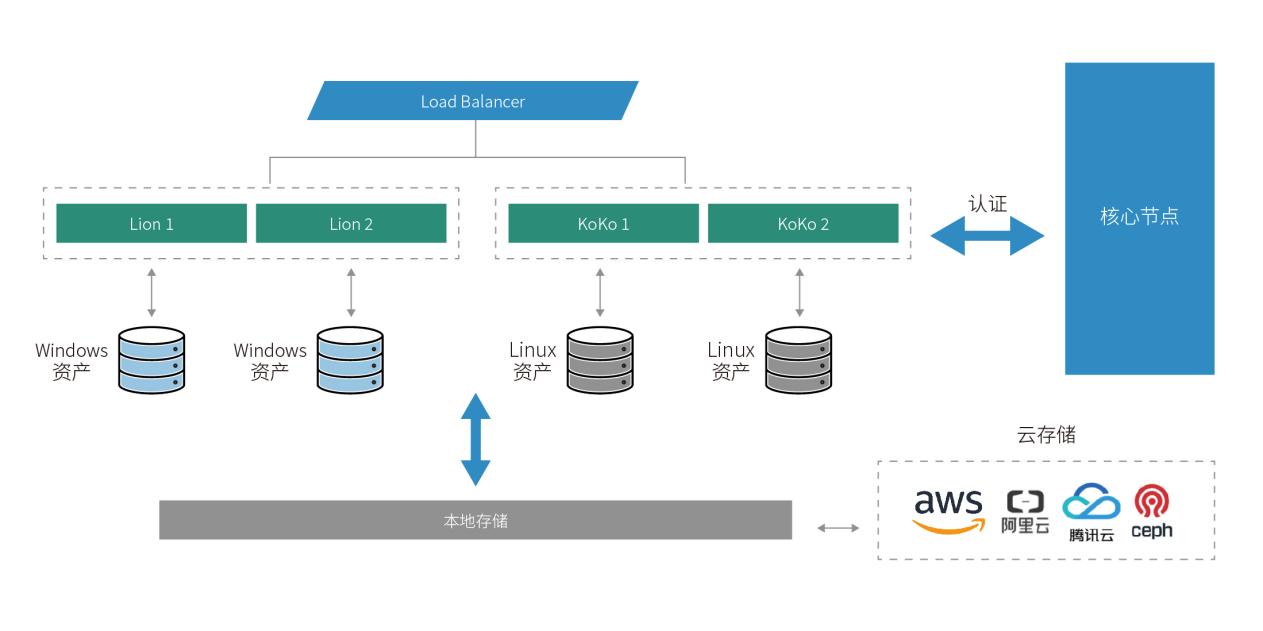 Load Balancer
Lion 1
Lion 2
KoKo 1
KoKo 2
认证
核心节点
Windows
资产
Windows
资产
Linux
资产
Linux
资产
云存储
本地存储
aws
阿里云
腾讯云
ceph